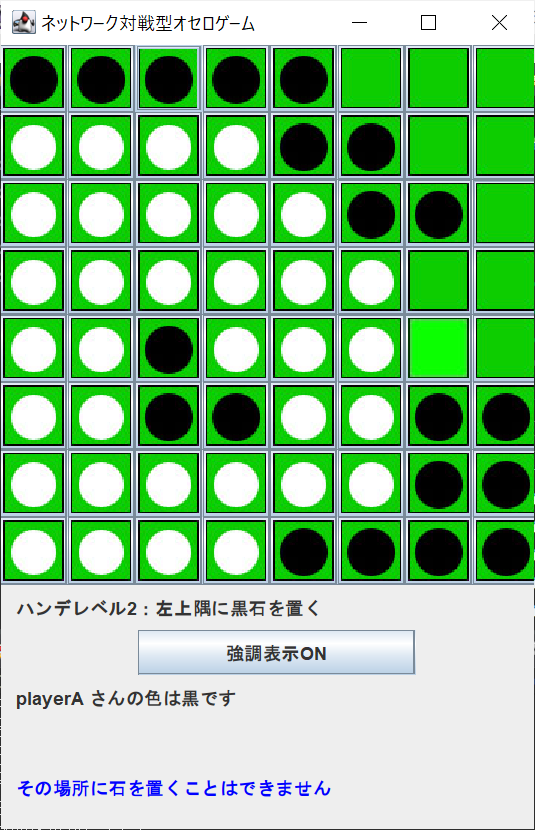 ネットワーク対戦型オセロゲーム
ハンデレベル2：左上隅に黒石を置く
強調表示ON
playerA さんの色は黒です
その場所に石を置くことはできません